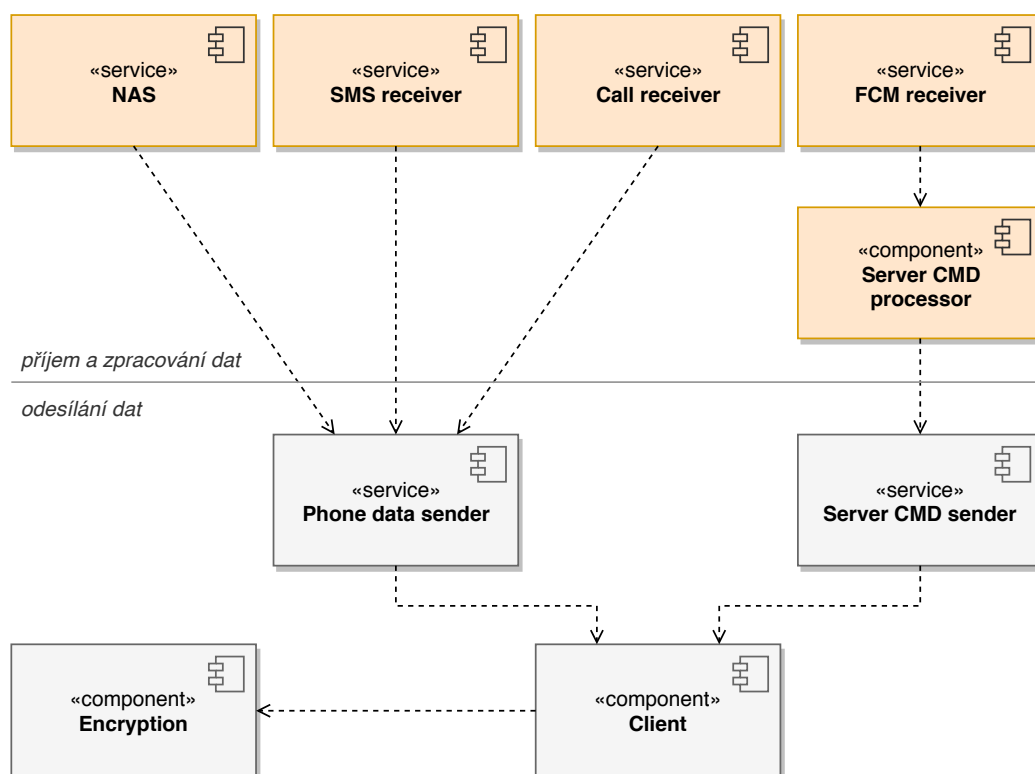 «service»
NAS
«service»
SMS receiver
«service»
Call receiver
«service»
FCM receiver
«component»
Server CMD
processor
příjem a zpracování dat
odesílání dat
«service»
Phone data sender
«service»
Server CMD sender
«component»
Encryption
«component»
Client